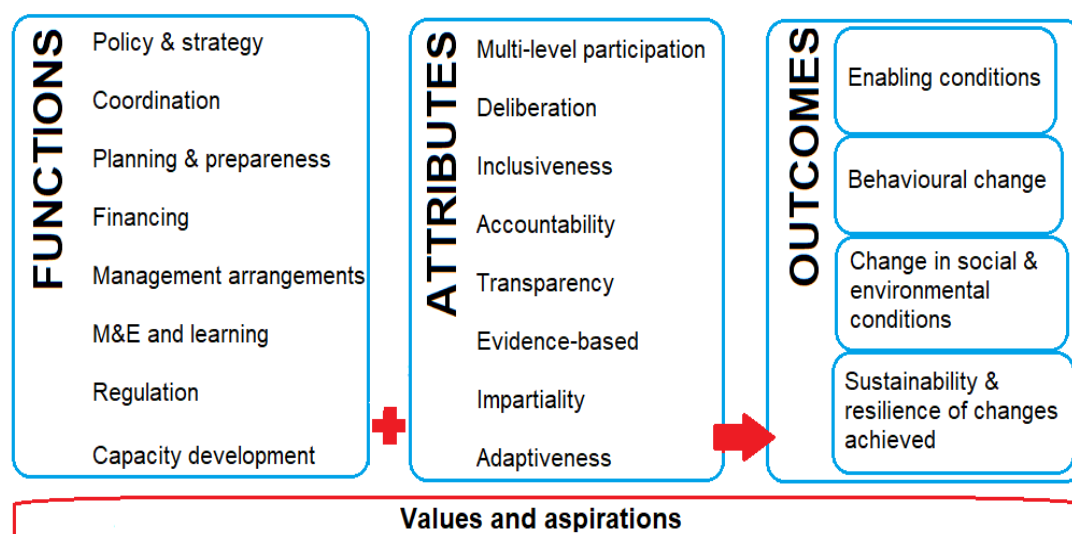 FUNCTIONS
Policy & strategy
Coordination
Planning & prepareness
Financing
Management arrangements
M&E and learning
Regulation
Capacity development
ATTRIBUTES
Multi-level participation
Deliberation
Inclusiveness
Accountability
Transparency
Evidence-based
Impartiality
Adaptiveness
OUTCOMES
Enabling conditions
Behavioural change
Change in social &
environmental
conditions
Sustainability &
resilience of changes
achieved
Values and aspirations